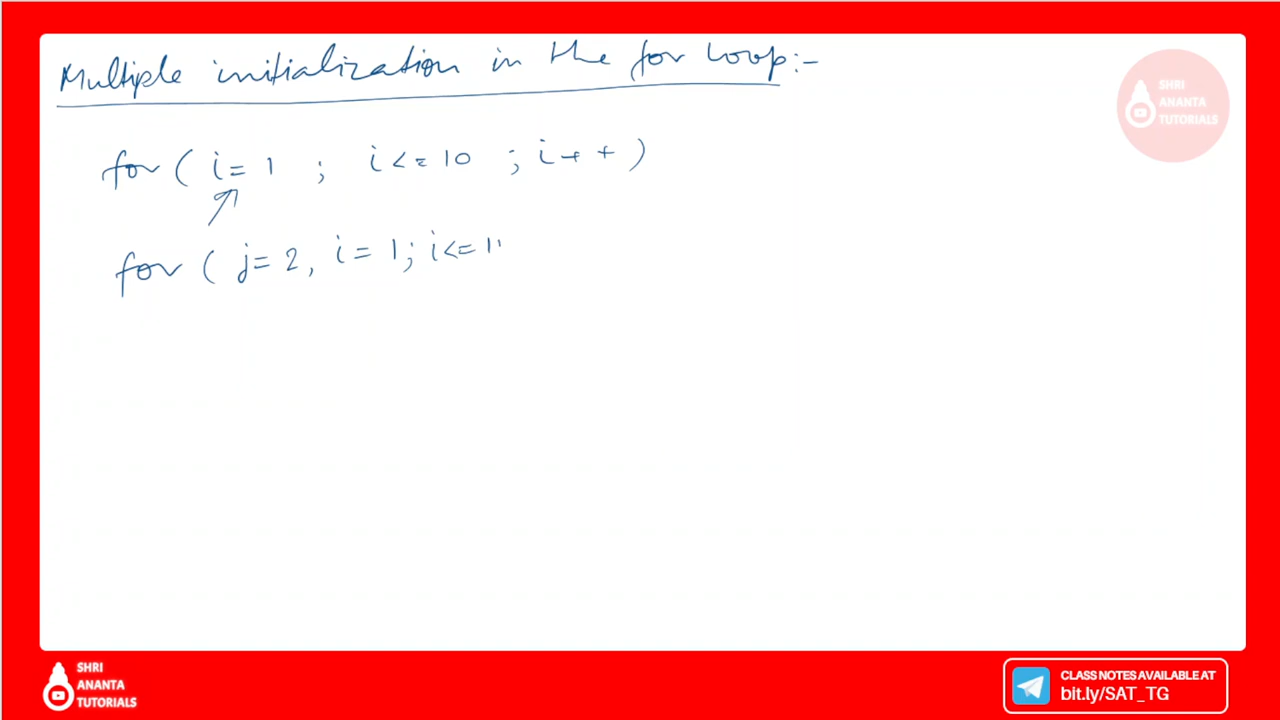 Multiple initialization in the for loop:-
SHRI
ANANTA
TUTORIALS
for ( i = 1 ; i <= 10 ; i + + )
for ( j = 2, i = 1; i <= 1
SHRI
ANANTA
TUTORIALS
CLASS NOTES AVAILABLE AT
bit.ly/SAT_TG